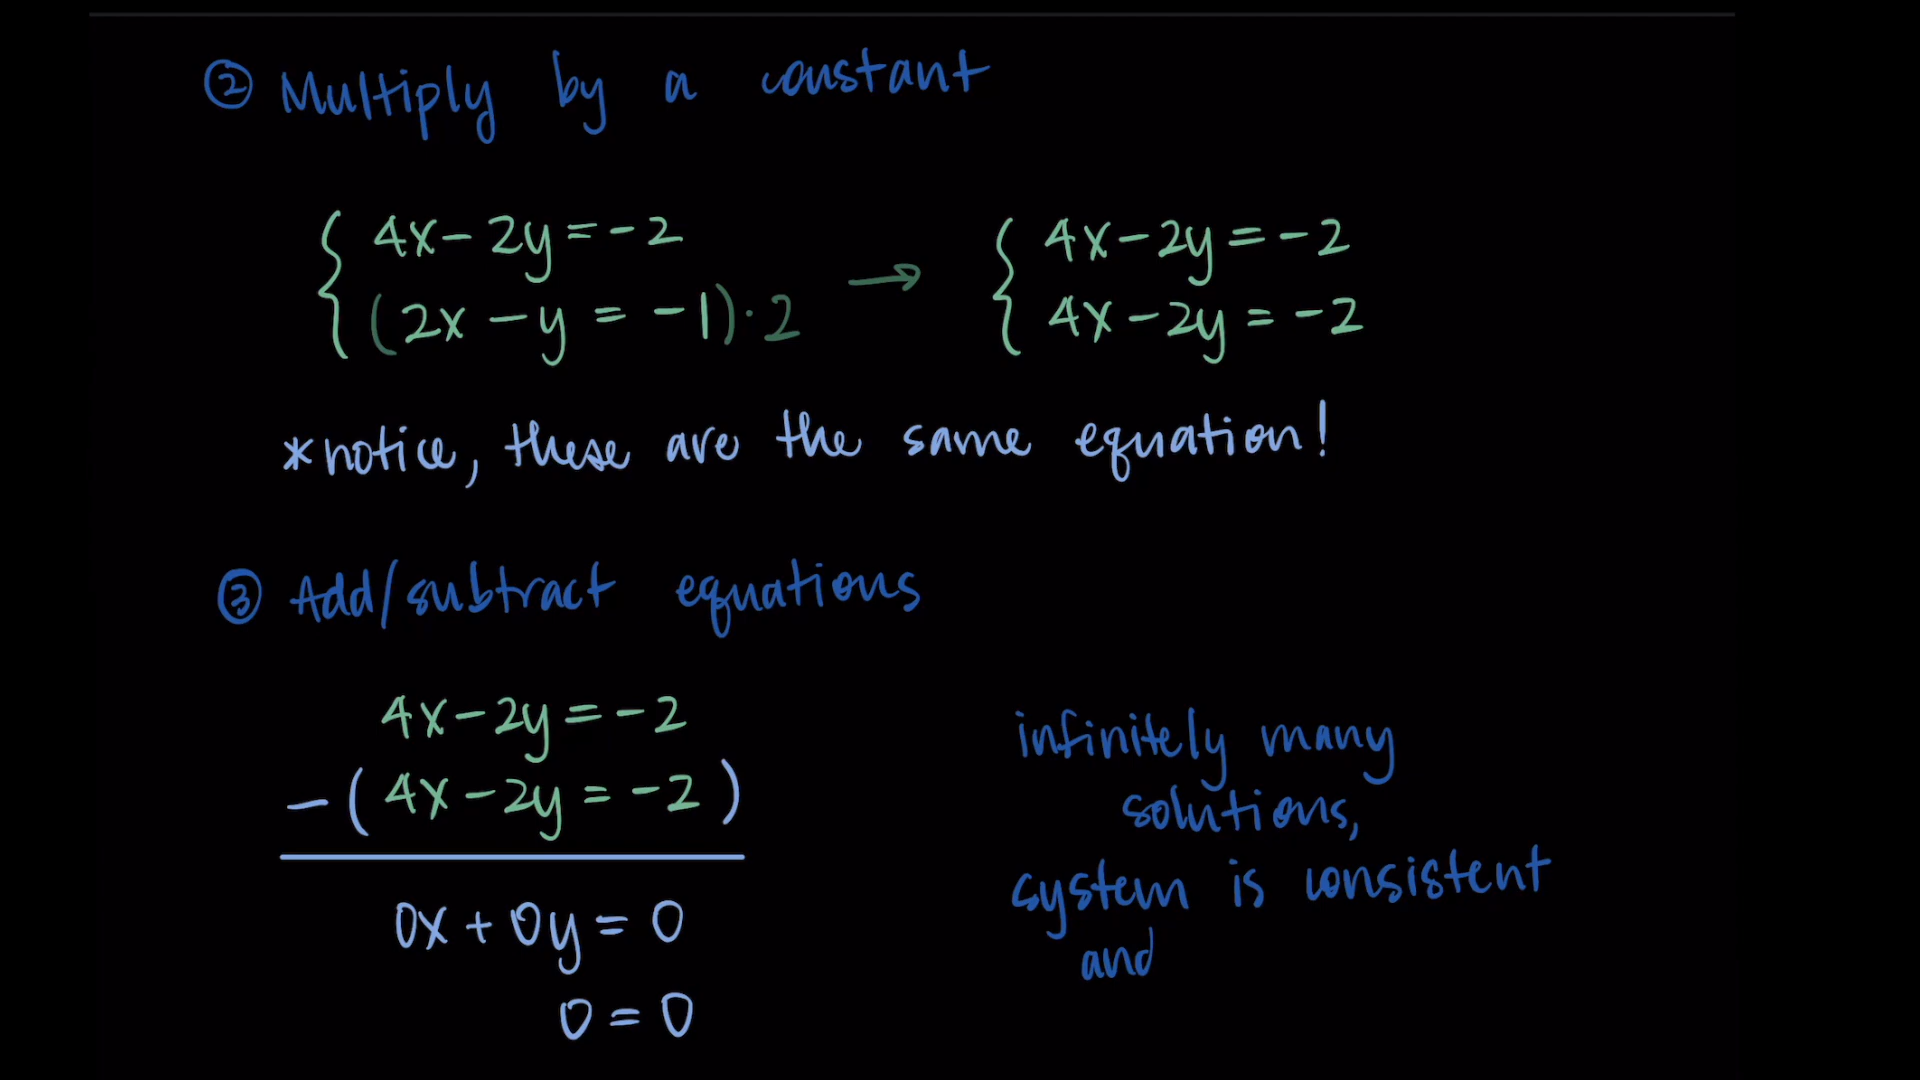 ② Multiply by a constant
{ 4x - 2y = -2
(2x - y = -1) · 2
→
{ 4x - 2y = -2
4x - 2y = -2
*notice, these are the same equation!
③ Add/subtract equations
4x - 2y = -2
- ( 4x - 2y = -2 )
0x + 0y = 0
0 = 0
infinitely many
solutions,
system is consistent
and